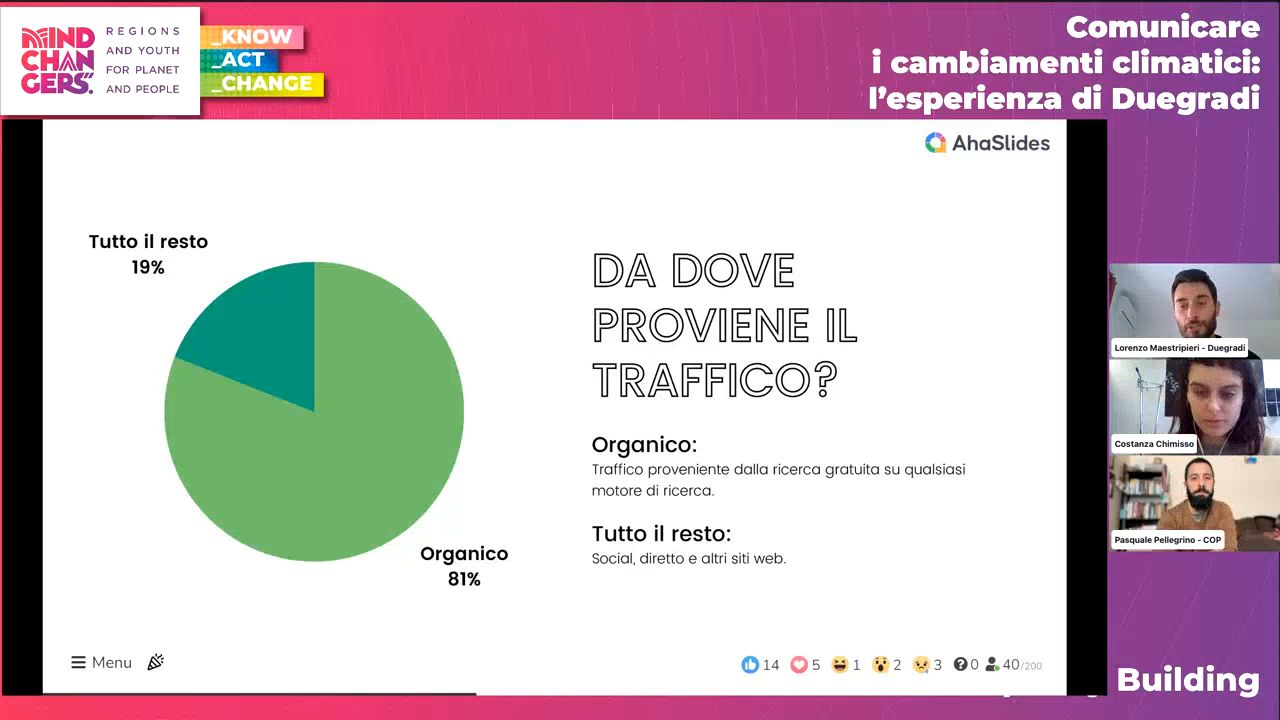 MIND
CHAN
GERS.
REGIONS
AND YOUTH
FOR PLANET
AND PEOPLE
_KNOW
_ACT
_CHANGE
Comunicare
i cambiamenti climatici:
l’esperienza di Duegradi
AhaSlides
Tutto il resto
19%
Organico
81%
DA DOVE
PROVIENE IL
TRAFFICO?
Organico:
Traffico proveniente dalla ricerca gratuita su qualsiasi
motore di ricerca.
Tutto il resto:
Social, diretto e altri siti web.
Menu
14 5 1 2 3 0 40/200
Lorenzo Maestripieri - Duegradi
Costanza Chimisso
Pasquale Pellegrino - COP
Building